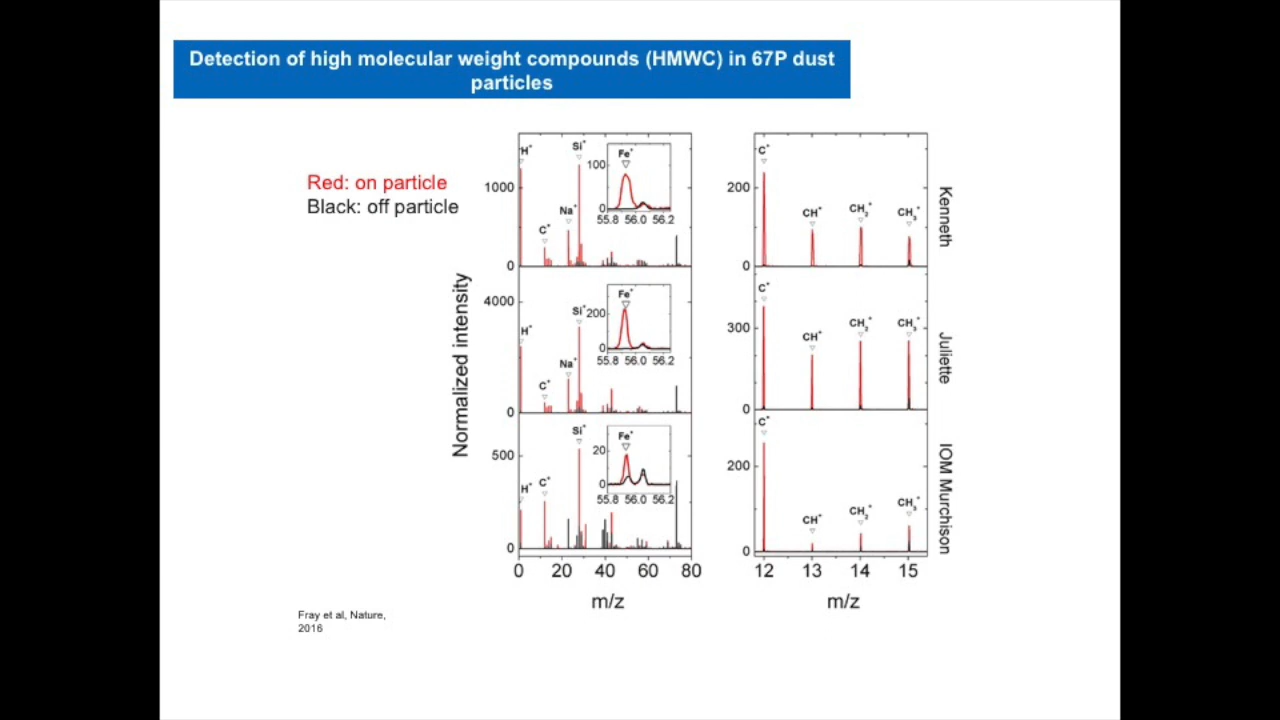 Detection of high molecular weight compounds (HMWC) in 67P dust
particles
Red: on particle
Black: off particle
Normalized intensity
H⁺
C⁺
Na⁺
Si⁺
1000
0
Fe⁺
100
0
55.8 56.0 56.2
C⁺
CH⁺
CH₂⁺
CH₃⁺
200
0
Kenneth
4000
0
H⁺
C⁺
Na⁺
Si⁺
Fe⁺
200
0
55.8 56.0 56.2
C⁺
CH⁺
CH₂⁺
CH₃⁺
300
0
Juliette
500
0
H⁺
C⁺
Si⁺
Fe⁺
20
0
55.8 56.0 56.2
C⁺
CH⁺
CH₂⁺
CH₃⁺
200
0
IOM Murchison
0 20 40 60 80
12 13 14 15
m/z
m/z
Fray et al, Nature,
2016